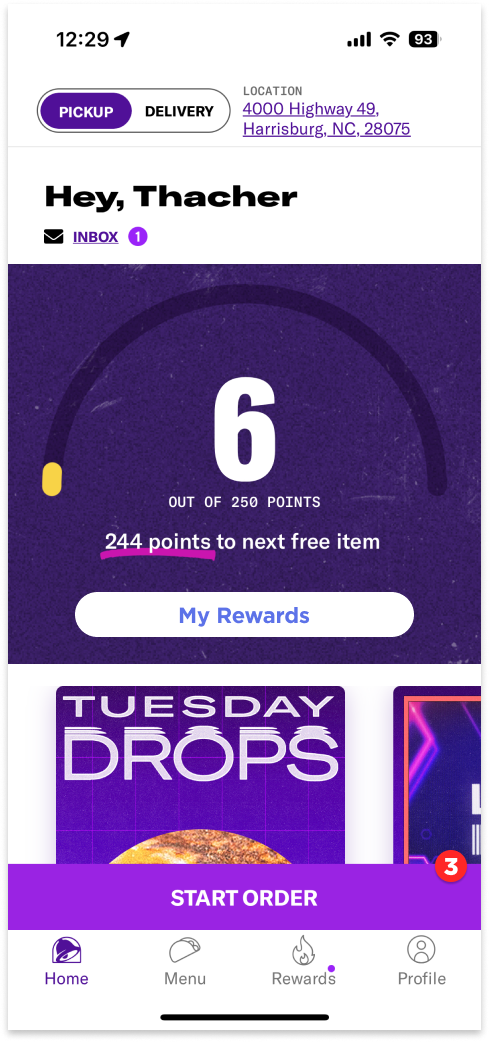 12:29
93
PICKUP
DELIVERY
LOCATION
4000 Highway 49,
Harrisburg, NC, 28075
Hey, Thacher
INBOX 1
6
OUT OF 250 POINTS
244 points to next free item
My Rewards
TUESDAY
DROPS
3
START ORDER
Home
Menu
Rewards
Profile